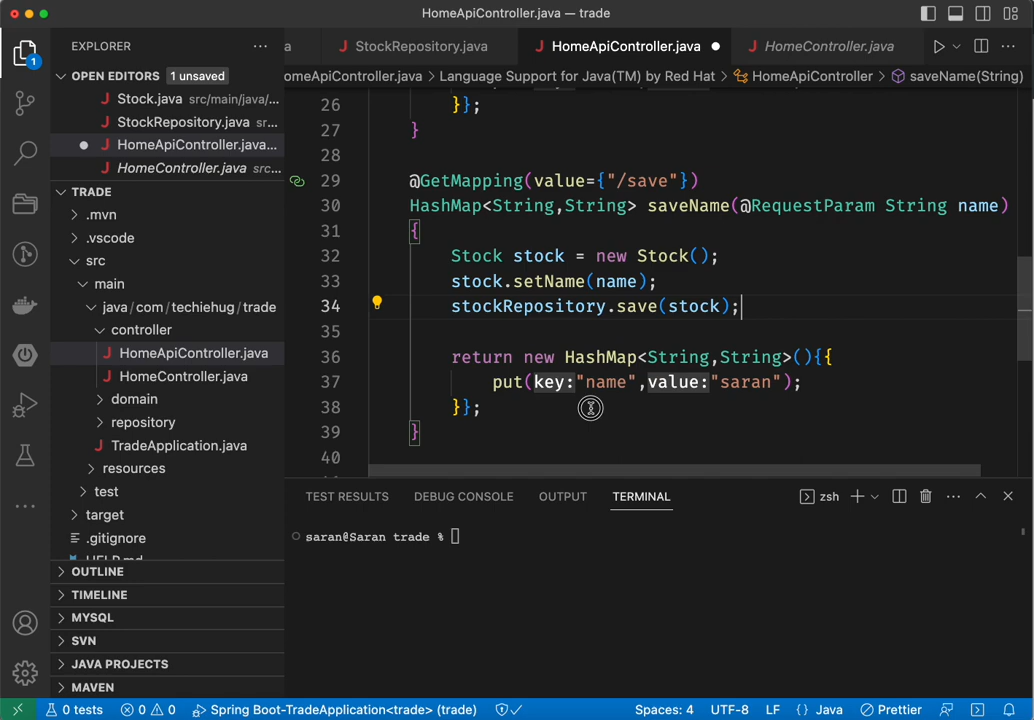 HomeApiController.java — trade
EXPLORER
OPEN EDITORS 1 unsaved
J Stock.java src/main/java/...
J StockRepository.java sr...
J HomeApiController.java...
J HomeController.java src...
TRADE
.mvn
.vscode
src
main
java/com/techiehug/trade
controller
J HomeApiController.java
J HomeController.java
domain
repository
J TradeApplication.java
resources
test
target
.gitignore
HELP.md
OUTLINE
TIMELINE
MYSQL
SVN
JAVA PROJECTS
MAVEN
1
a J StockRepository.java J HomeApiController.java J HomeController.java
omeApiController.java > Language Support for Java(TM) by Red Hat > HomeApiController > saveName(String)
26 }};
27 }
28
29 @GetMapping(value={"/save"})
30 HashMap<String,String> saveName(@RequestParam String name)
31 {
32 Stock stock = new Stock();
33 stock.setName(name);
34 stockRepository.save(stock);
35
36 return new HashMap<String,String>(){{
37 put(key:"name",value:"saran");
38 }};
39 }
40
TEST RESULTS DEBUG CONSOLE OUTPUT TERMINAL zsh
saran@Saran trade %
0 tests 0 0 Spring Boot-TradeApplication<trade> (trade) Spaces: 4 UTF-8 LF {} Java Prettier